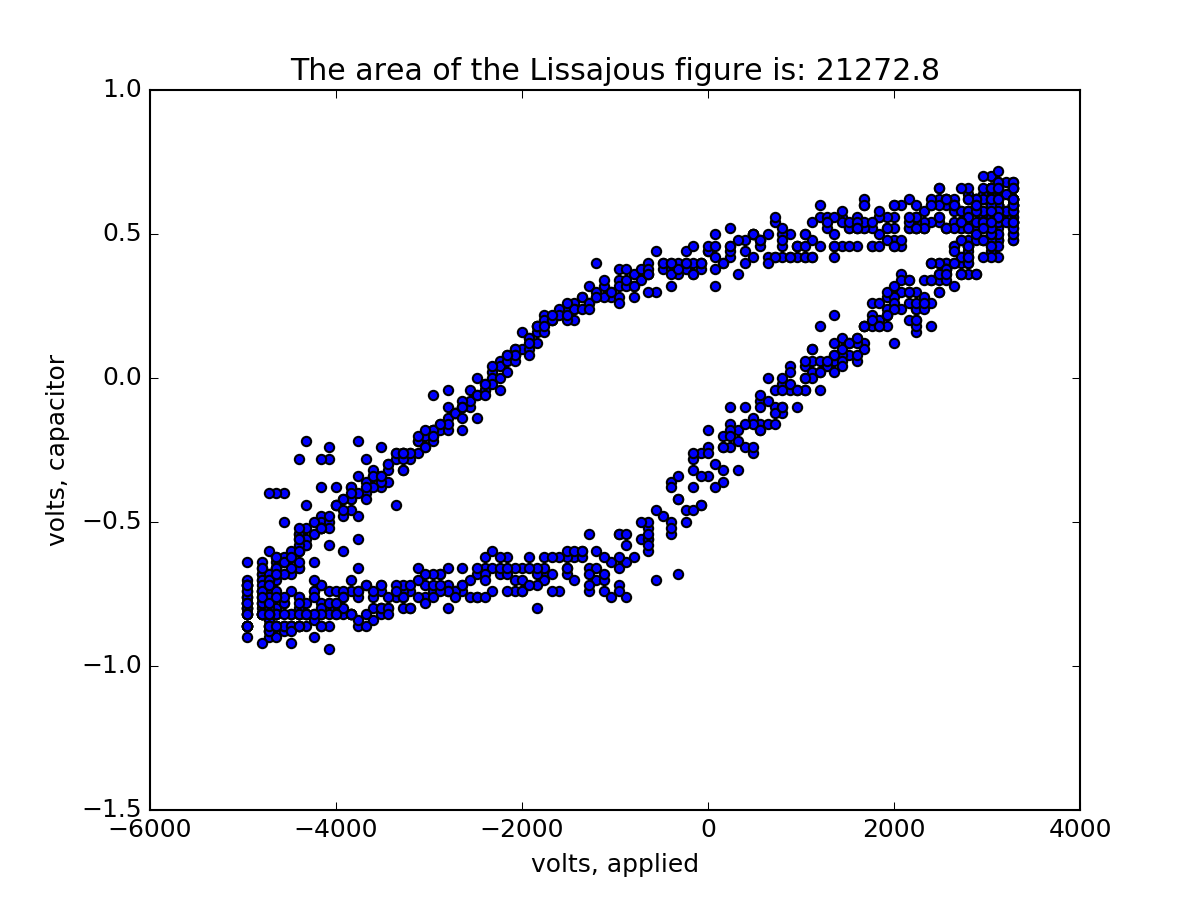 The area of the Lissajous figure is: 21272.8
1.0
0.5
0.0
−0.5
−1.0
−1.5
volts, capacitor
−6000 −4000 −2000 0 2000 4000
volts, applied